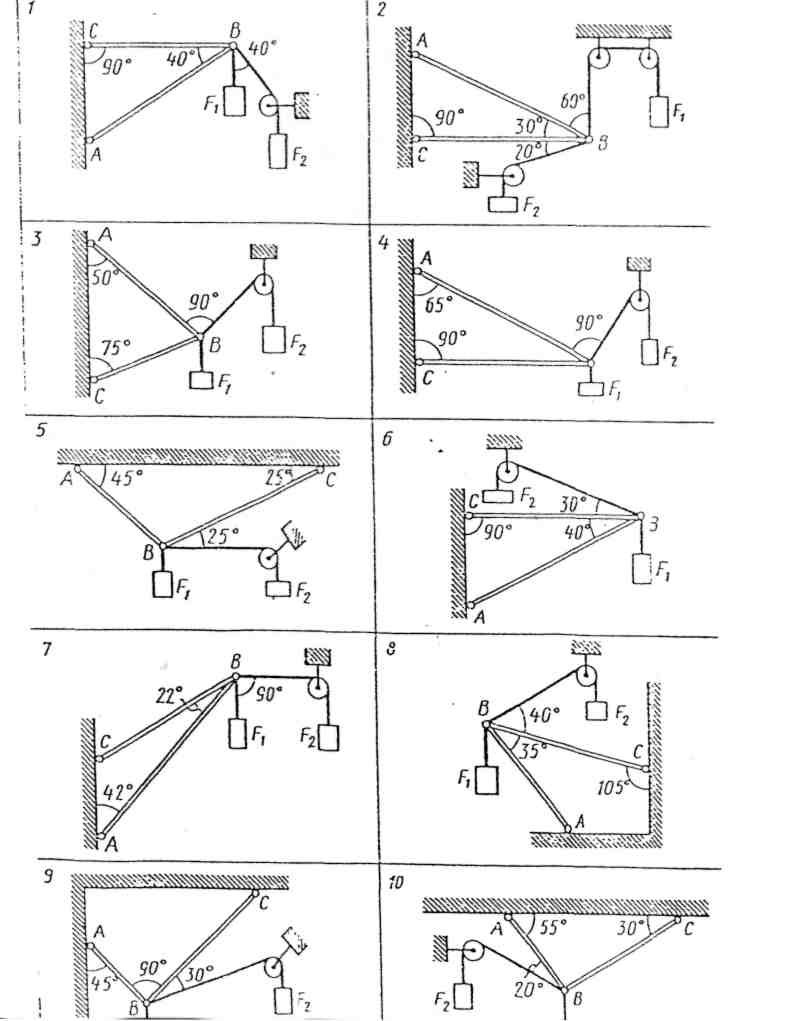 1
C B
90° 40° 40°
F₁
A F₂
2
A
60° F₁
90° 30°
C 20° B
F₂
3
A
50°
90°
75° B F₂
C F₁
4
A
65° 90°
90° F₂
C F₁
5
A 45° 25° C
B 25°
F₁ F₂
6
F₂
C 30° B
90° 40°
F₁
A
7
B
22° 90°
C F₁ F₂
42°
A
8
B 40° F₂
35° C
F₁ 105°
A
9
C
A
45° 90° 30°
B F₂
10
A 55° 30° C
20°
F₂ B